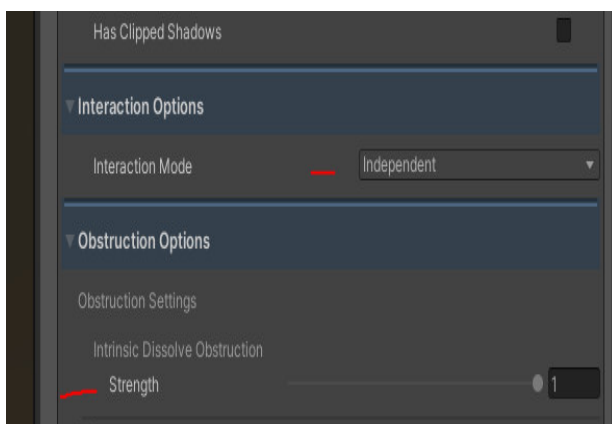 Has Clipped Shadows
Interaction Options
Interaction Mode Independent
Obstruction Options
Obstruction Settings
Intrinsic Dissolve Obstruction
Strength 1